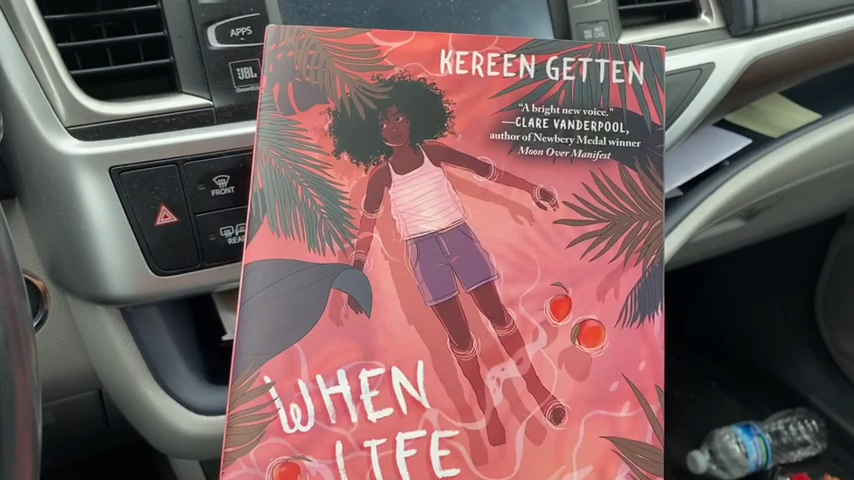 APPS
JBL
KEREEN GETTEN
"A bright new voice."
—CLARE VANDERPOOL,
author of Newbery Medal winner
Moon Over Manifest
FRONT
REAR
WHEN
LIFE